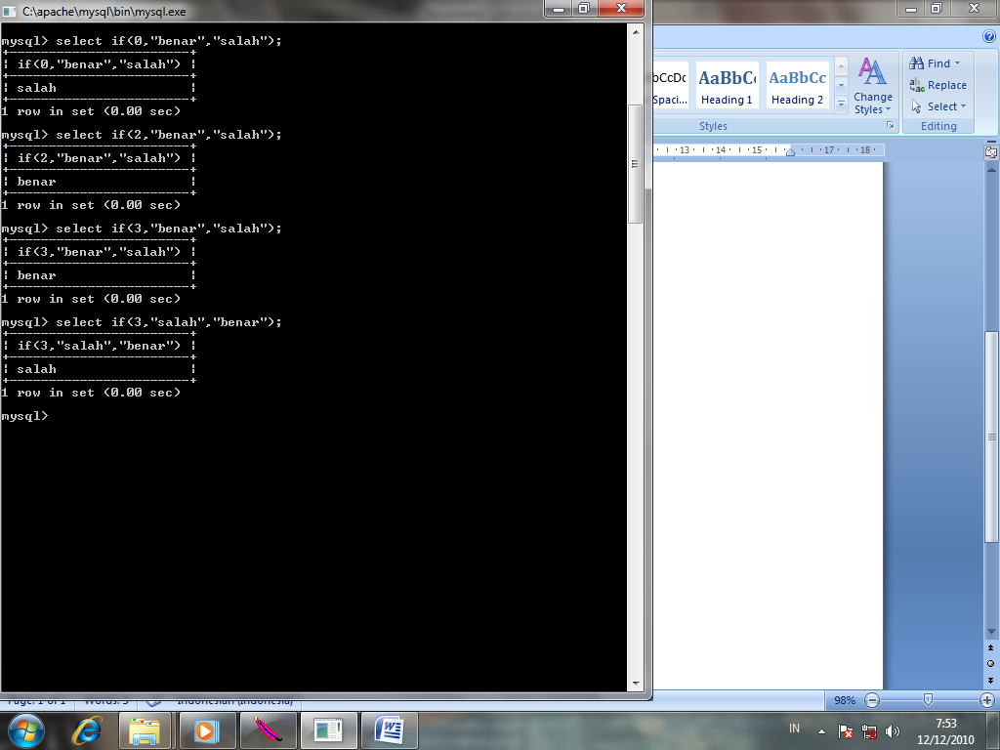 C:\apache\mysql\bin\mysql.exe
mysql> select if(0,"benar","salah");
+-----------------------+
| if(0,"benar","salah") |
+-----------------------+
| salah                 |
+-----------------------+
1 row in set (0.00 sec)
mysql> select if(2,"benar","salah");
+-----------------------+
| if(2,"benar","salah") |
+-----------------------+
| benar                 |
+-----------------------+
1 row in set (0.00 sec)
mysql> select if(3,"benar","salah");
+-----------------------+
| if(3,"benar","salah") |
+-----------------------+
| benar                 |
+-----------------------+
1 row in set (0.00 sec)
mysql> select if(3,"salah","benar");
+-----------------------+
| if(3,"salah","benar") |
+-----------------------+
| salah                 |
+-----------------------+
1 row in set (0.00 sec)
mysql>
AaBbC AaBbCc
Spaci... Heading 1 Heading 2
Change Styles
Styles
Find
Replace
Select
Editing
13 14 15 17 18
Page: 1 of 1 Words: 5 Indonesian (Indonesia)
98%
IN
7:53
12/12/2010